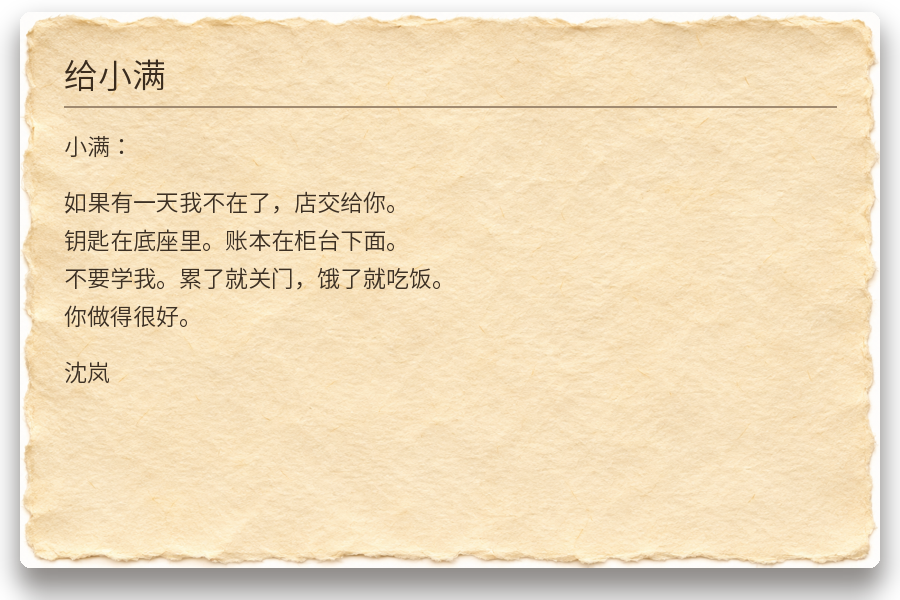 给小满
小满：
如果有一天我不在了，店交给你。
钥匙在底座里。账本在柜台下面。
不要学我。累了就关门，饿了就吃饭。
你做得很好。
沈岚